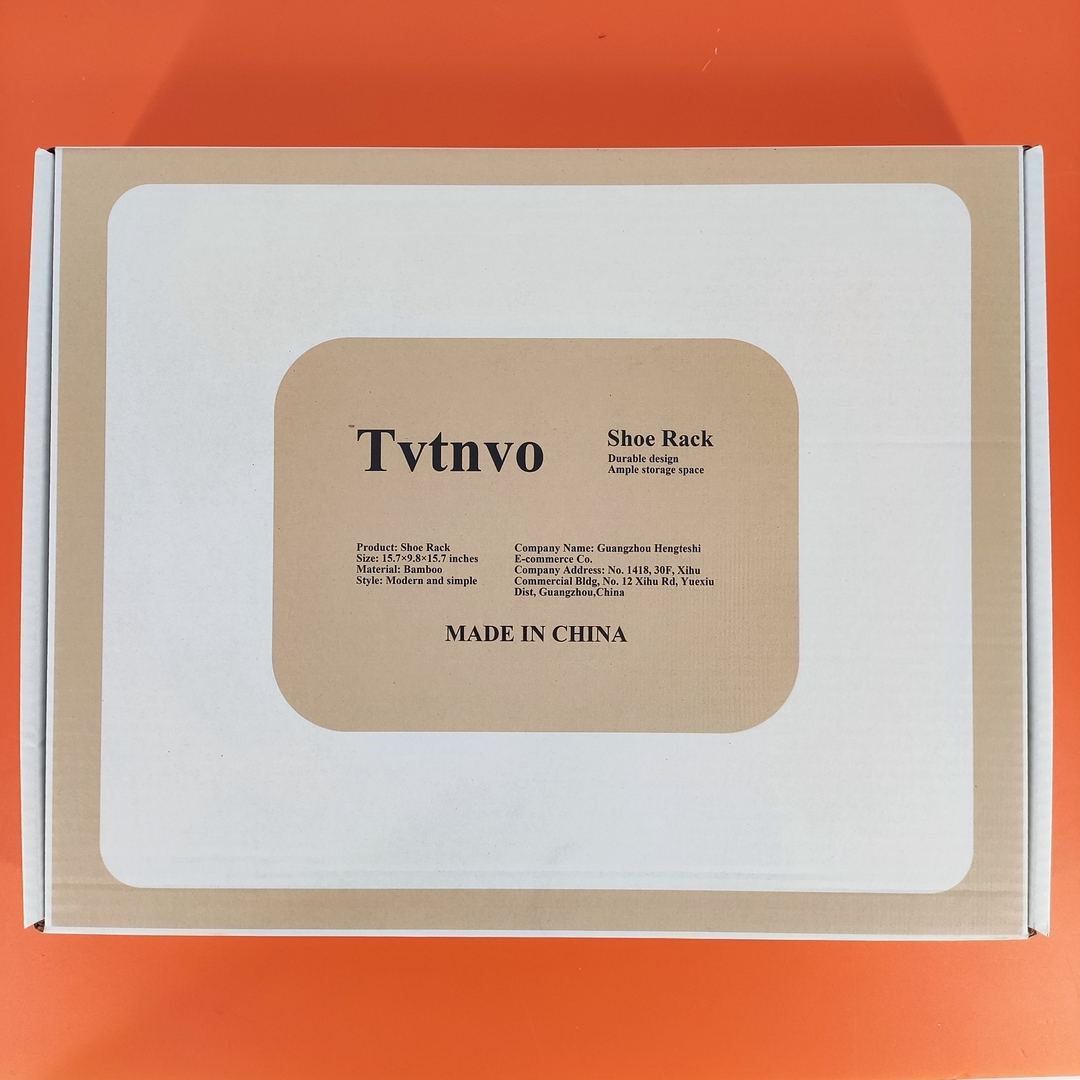 Tvtnvo
Shoe Rack
Durable design
Ample storage space
Product: Shoe Rack
Size: 15.7×9.8×15.7 inches
Material: Bamboo
Style: Modern and simple
Company Name: Guangzhou Hengteshi
E-commerce Co.
Company Address: No. 1418, 30F, Xihu
Commercial Bldg, No. 12 Xihu Rd, Yuexiu
Dist, Guangzhou,China
MADE IN CHINA